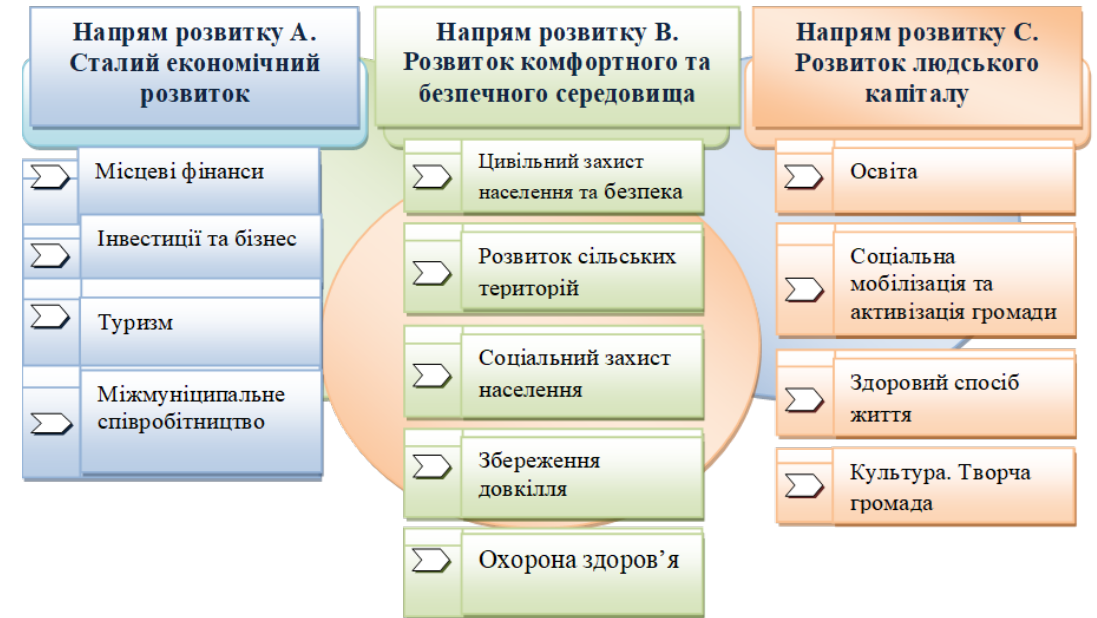 Напрям розвитку А.
Сталий економічний
розвиток
Місцеві фінанси
Інвестиції та бізнес
Туризм
Міжмуніципальне
співробітництво
Напрям розвитку В.
Розвиток комфортного та
безпечного середовища
Цивільний захист
населення та безпека
Розвиток сільських
територій
Соціальний захист
населення
Збереження
довкілля
Охорона здоров’я
Напрям розвитку С.
Розвиток людського
капіталу
Освіта
Соціальна
мобілізація та
активізація громади
Здоровий спосіб
життя
Культура. Творча
громада